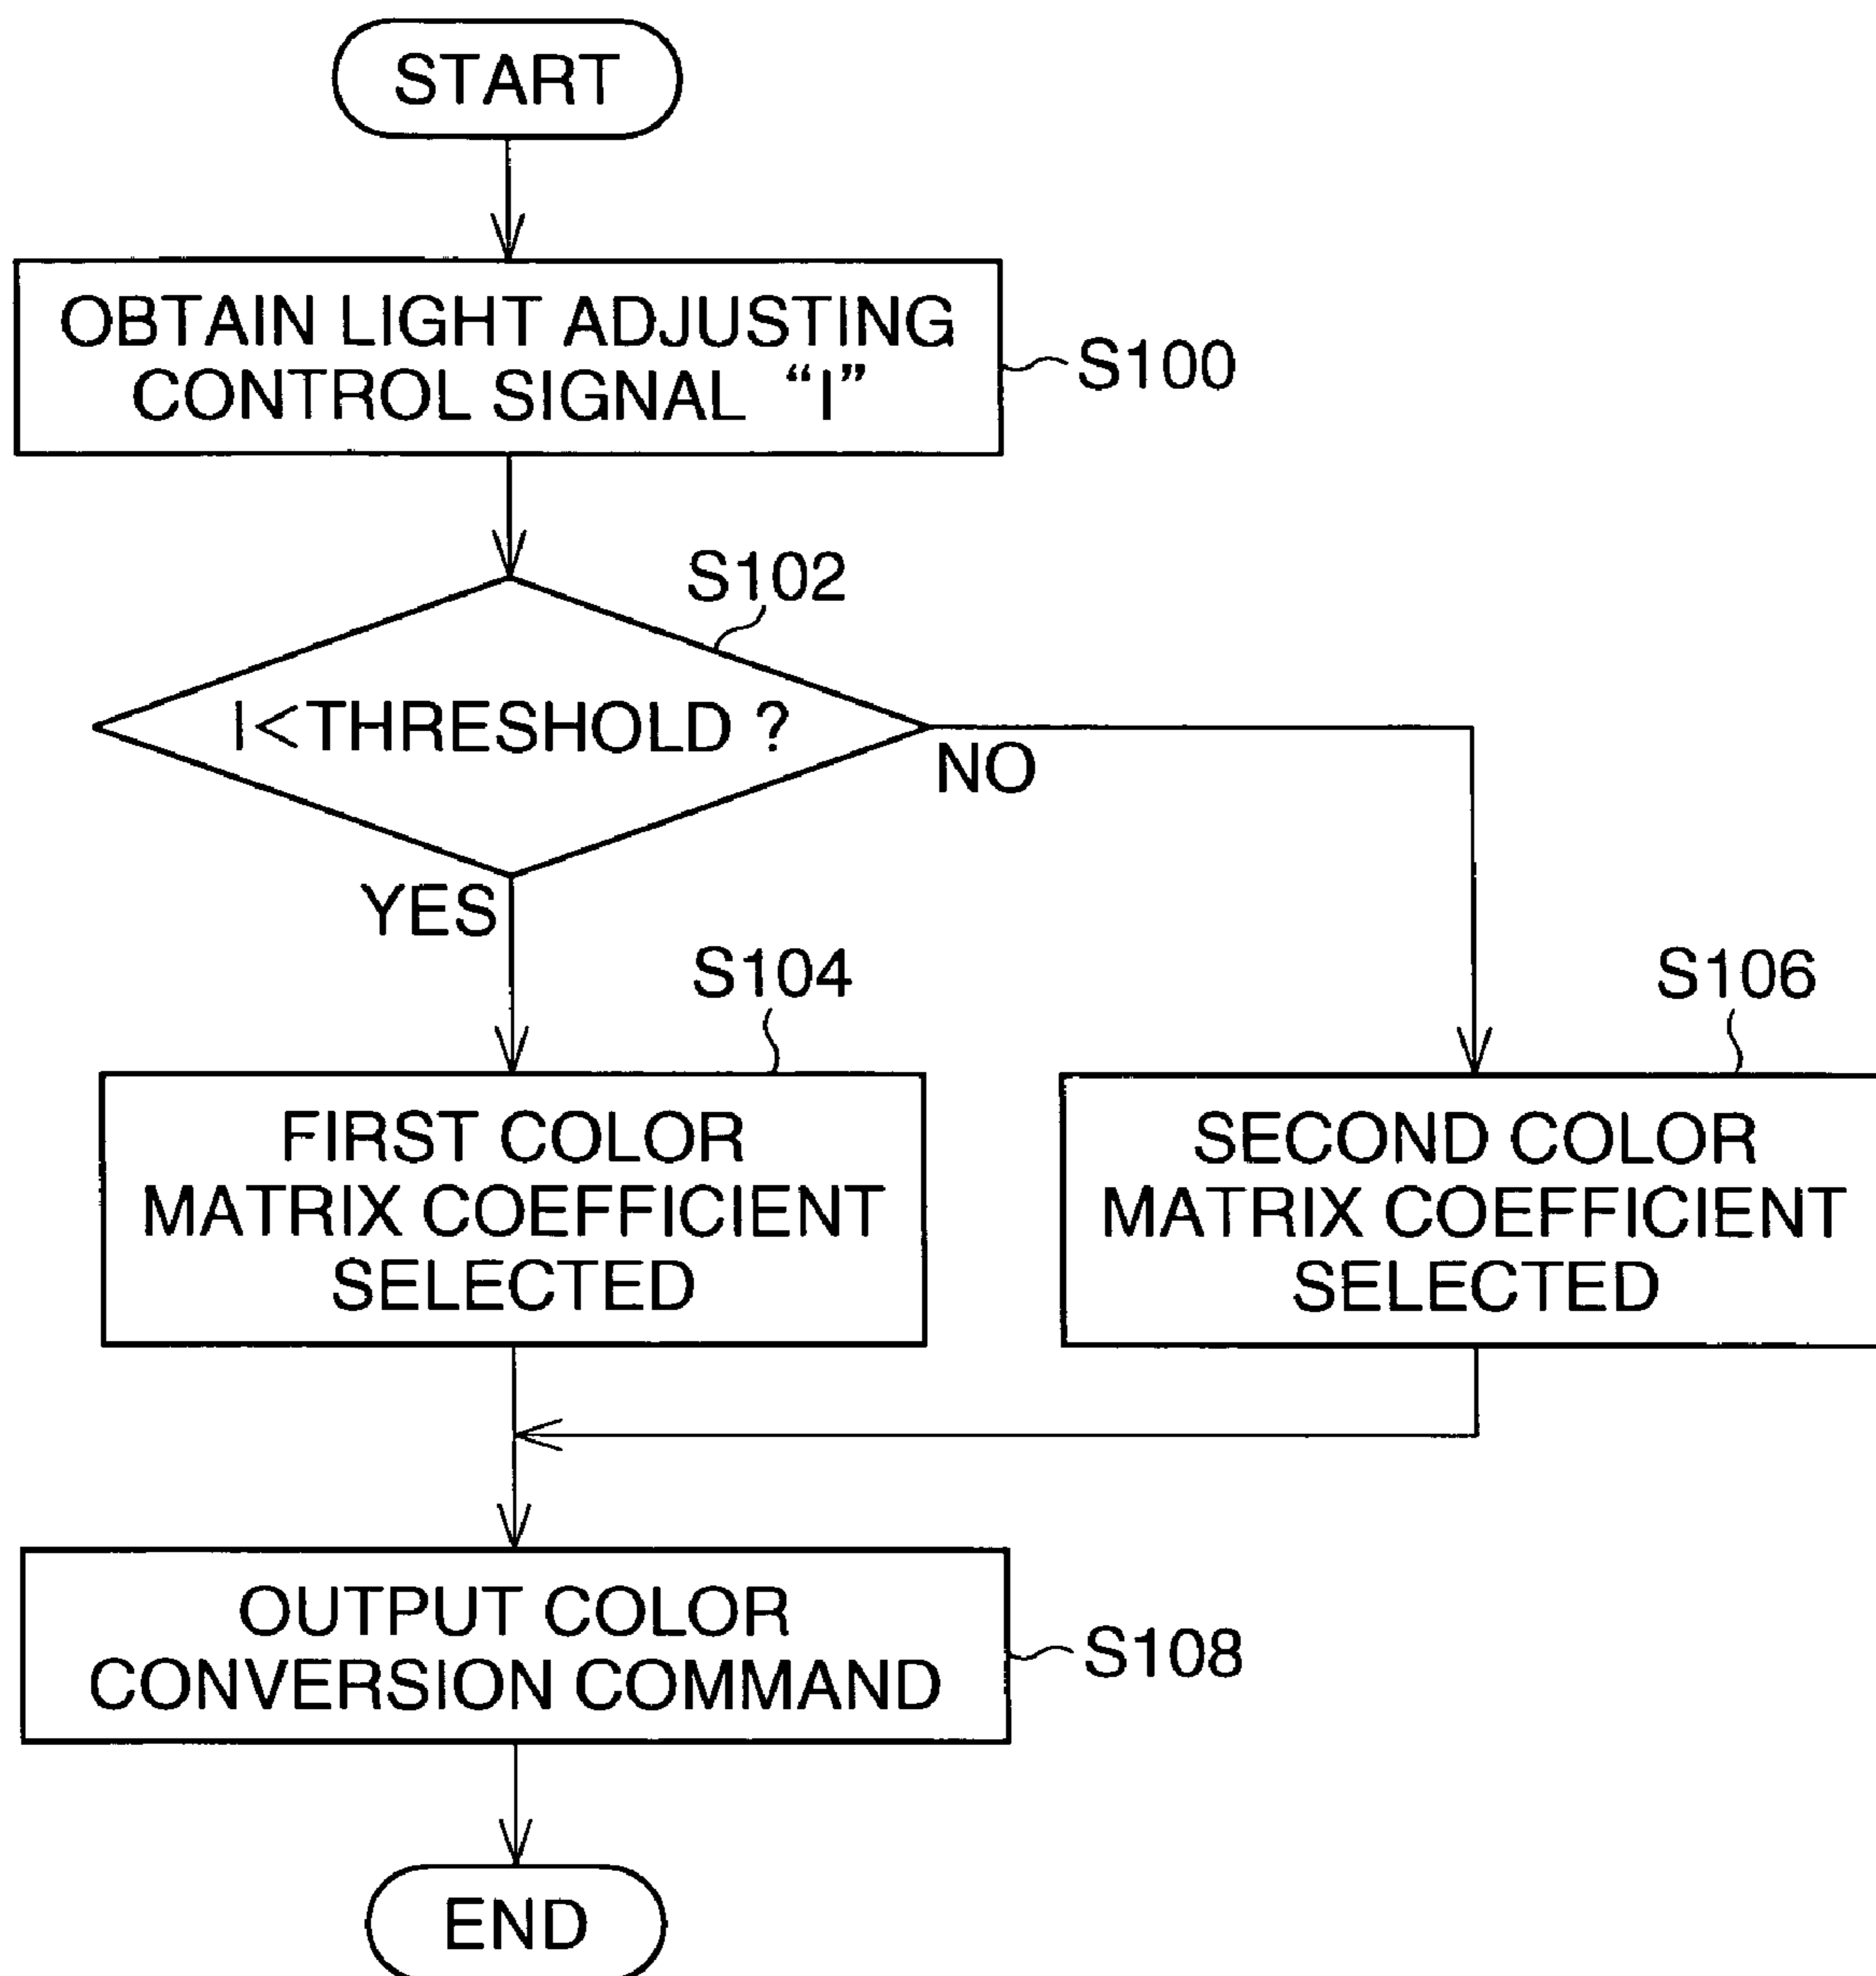 START
OBTAIN LIGHT ADJUSTING
CONTROL SIGNAL “I”
S100
S102
I<THRESHOLD ?
NO
YES
S104
FIRST COLOR
MATRIX COEFFICIENT
SELECTED
S106
SECOND COLOR
MATRIX COEFFICIENT
SELECTED
OUTPUT COLOR
CONVERSION COMMAND
S108
END